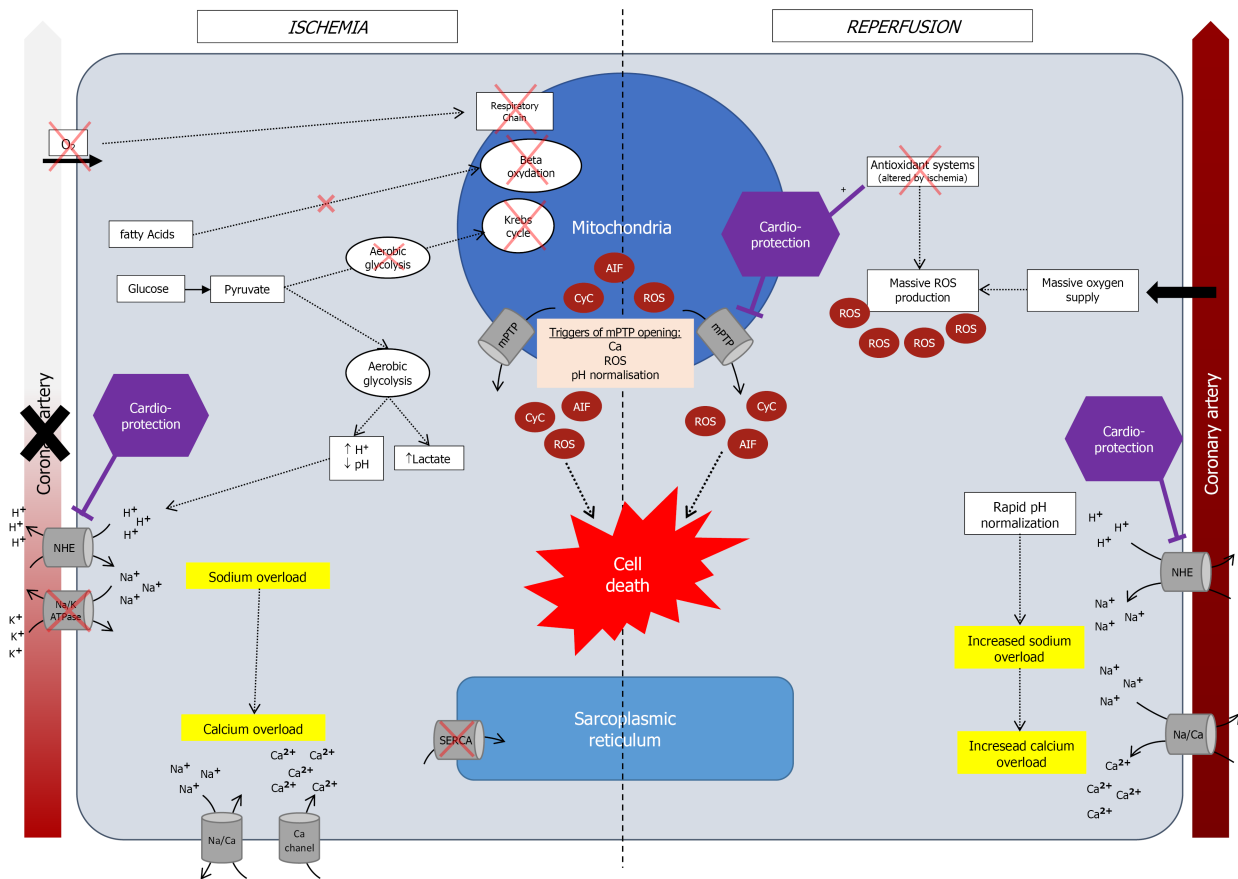 ISCHEMIA
REPERFUSION
O₂
Respiratory
Chain
Beta
oxydation
fatty Acids
Krebs
cycle
Aerobic
glycolysis
Glucose
Pyruvate
Mitochondria
AIF
CyC
ROS
mPTP
mPTP
Triggers of mPTP opening:
Ca
ROS
pH normalisation
Aerobic
glycolysis
↑ H⁺
↓ pH
↑Lactate
Coronary artery
Cardio-
protection
CyC
AIF
ROS
ROS
CyC
AIF
Cell
death
H⁺
H⁺
H⁺
H⁺
H⁺
H⁺
NHE
Na⁺
Na⁺
Na⁺
Na/K
ATPase
K⁺
K⁺
K⁺
Sodium overload
Calcium overload
Na⁺
Na⁺
Na⁺
Ca²⁺
Ca²⁺
Ca²⁺
Ca²⁺
Ca²⁺
Na/Ca
Ca
chanel
SERCA
Sarcoplasmic
reticulum
Antioxidant systems
(altered by ischemia)
+
Cardio-
protection
Massive ROS
production
Massive oxygen
supply
ROS
ROS
ROS
ROS
Cardio-
protection
Coronary artery
Rapid pH
normalization
H⁺
H⁺
H⁺
NHE
Na⁺
Na⁺
Na⁺
Increased sodium
overload
Na⁺
Na⁺
Na⁺
Na/Ca
Incresead calcium
overload
Ca²⁺
Ca²⁺
Ca²⁺
Ca²⁺